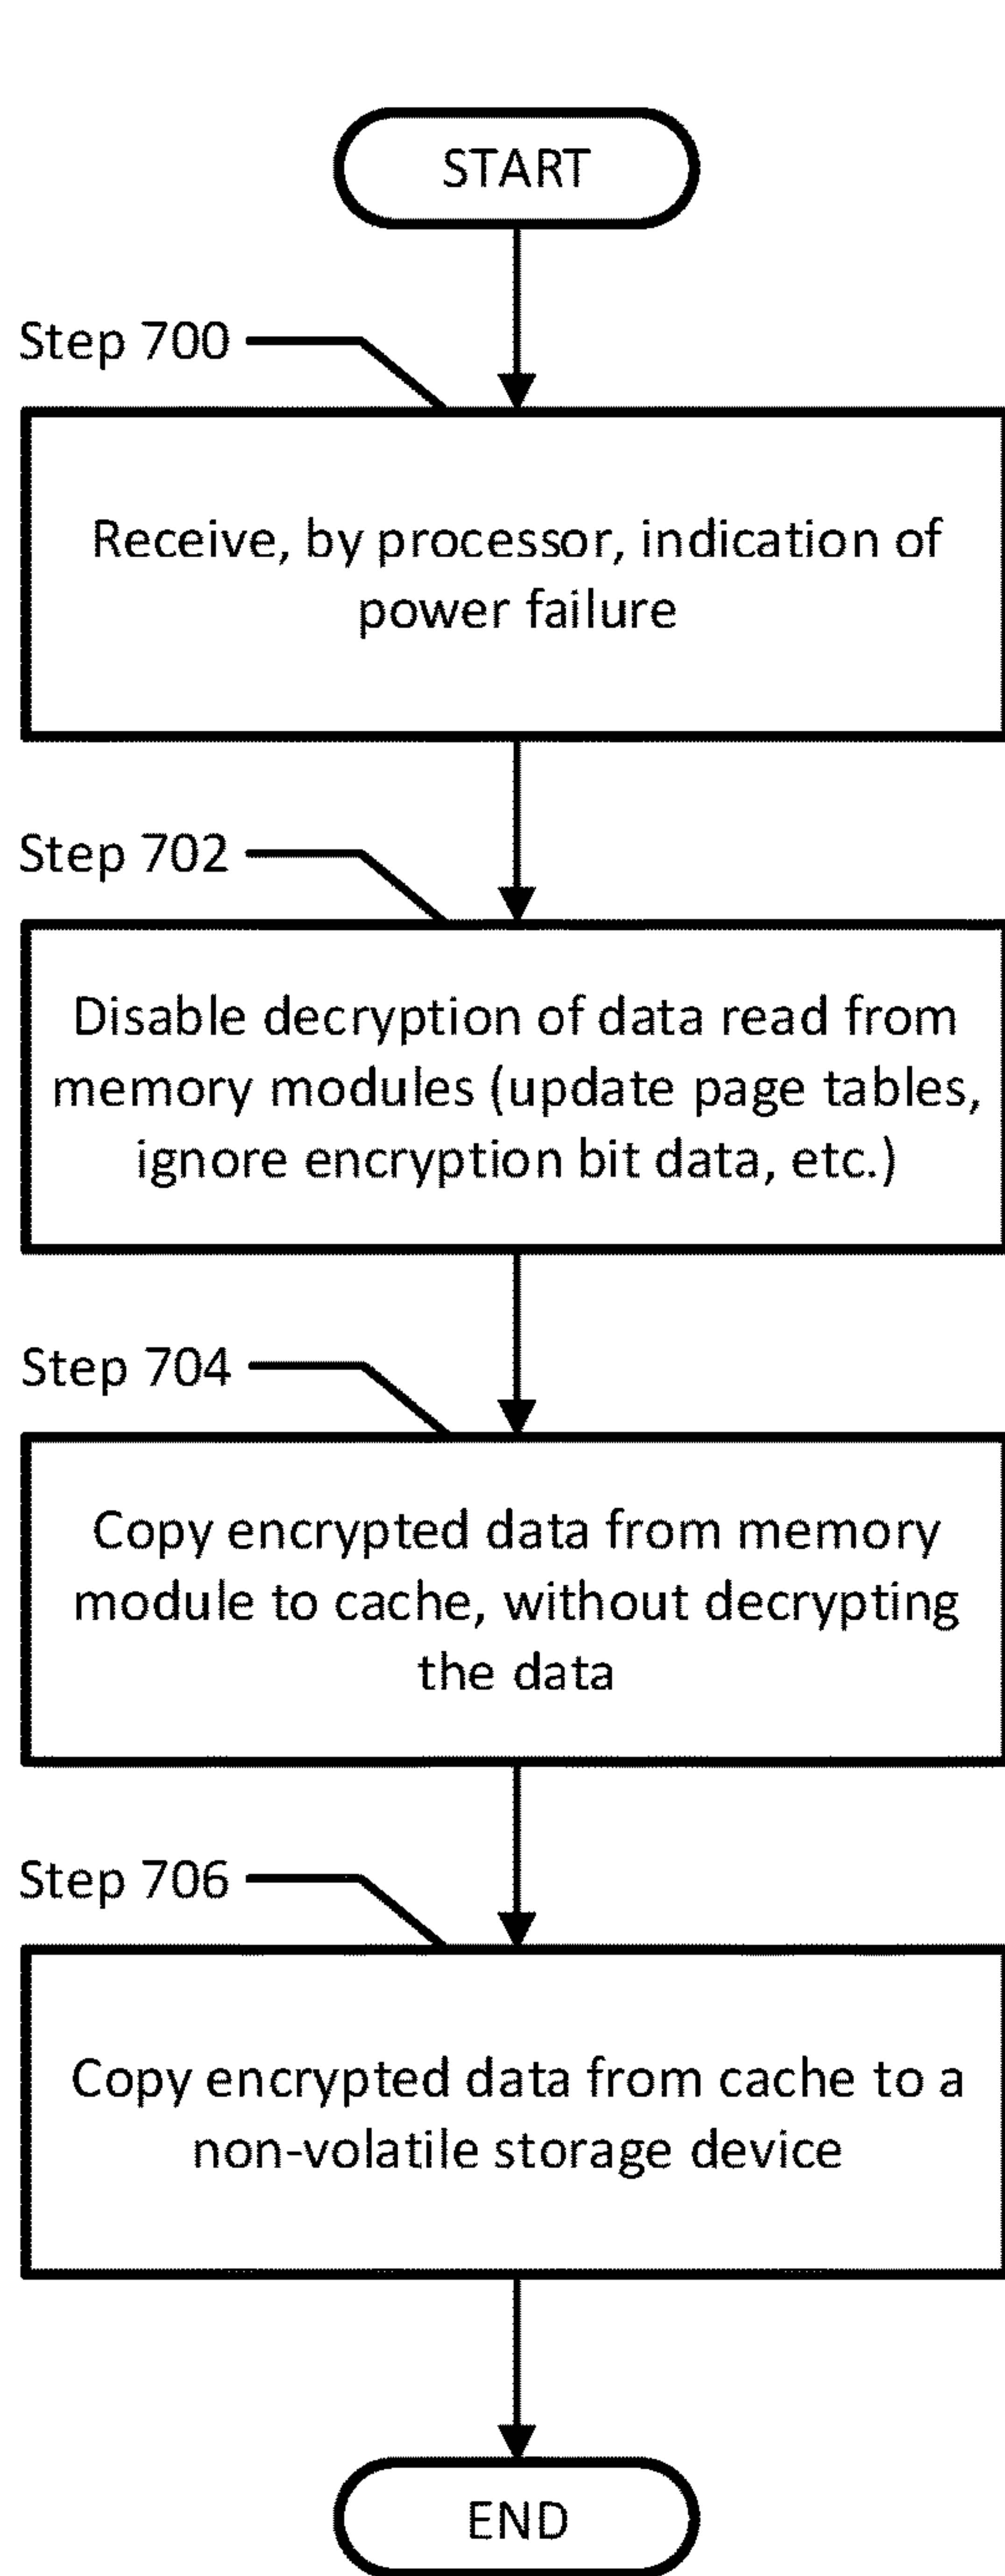 START
Step 700
Receive, by processor, indication of
power failure
Step 702
Disable decryption of data read from
memory modules (update page tables,
ignore encryption bit data, etc.)
Step 704
Copy encrypted data from memory
module to cache, without decrypting
the data
Step 706
Copy encrypted data from cache to a
non-volatile storage device
END